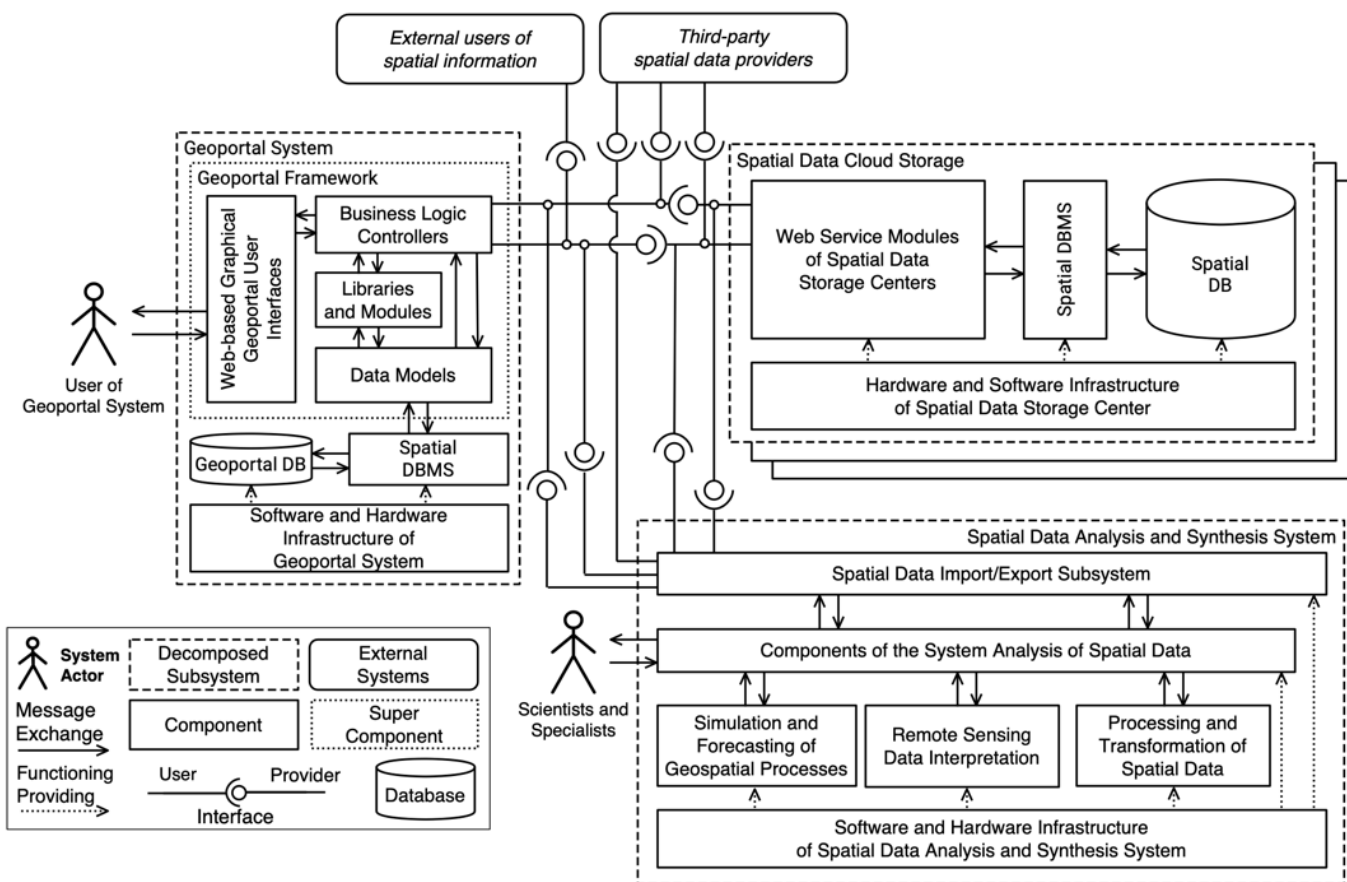 External users of
spatial information
Third-party
spatial data providers
Geoportal System
Geoportal Framework
Web-based Graphical
Geoportal User
Interfaces
Business Logic
Controllers
Libraries
and Modules
Data Models
User of
Geoportal System
Geoportal DB
Spatial
DBMS
Software and Hardware
Infrastructure of
Geoportal System
Spatial Data Cloud Storage
Web Service Modules
of Spatial Data
Storage Centers
Spatial DBMS
Spatial
DB
Hardware and Software Infrastructure
of Spatial Data Storage Center
Spatial Data Analysis and Synthesis System
Spatial Data Import/Export Subsystem
Components of the System Analysis of Spatial Data
Scientists and
Specialists
Simulation and
Forecasting of
Geospatial Processes
Remote Sensing
Data Interpretation
Processing and
Transformation of
Spatial Data
Software and Hardware Infrastructure
of Spatial Data Analysis and Synthesis System
System
Actor
Decomposed
Subsystem
External
Systems
Message
Exchange
Component
Super
Component
Functioning
Providing
User
Provider
Interface
Database